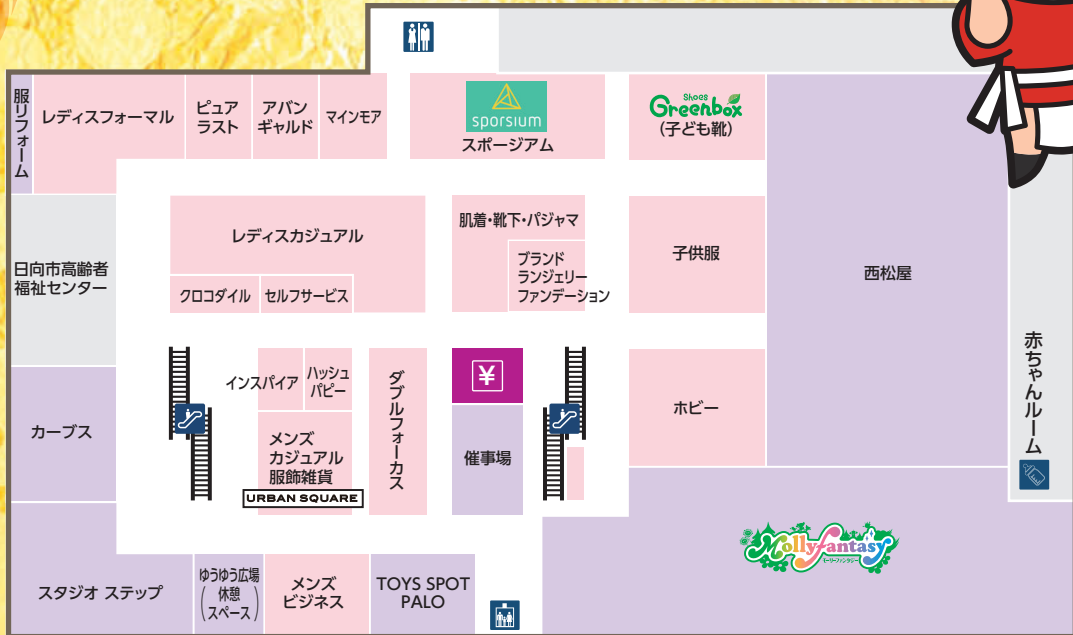 服リフォーム
レディスフォーマル
ピュア
ラスト
アバン
ギャルド
マインモア
sporsium
スポージアム
Shoes
Greenbox
(子ども靴)
レディスカジュアル
クロコダイル
セルフサービス
肌着・靴下・パジャマ
ブランド
ランジェリー
ファンデーション
子供服
西松屋
日向市高齢者
福祉センター
カーブス
インスパイア
ハッシュ
パピー
メンズ
カジュアル
服飾雑貨
URBAN SQUARE
ダブルフォーカス
¥
催事場
ホビー
赤ちゃんルーム
Mollyfantasy
モーリーファンタジー
スタジオ ステップ
ゆうゆう広場
(休憩
スペース)
メンズ
ビジネス
TOYS SPOT
PALO